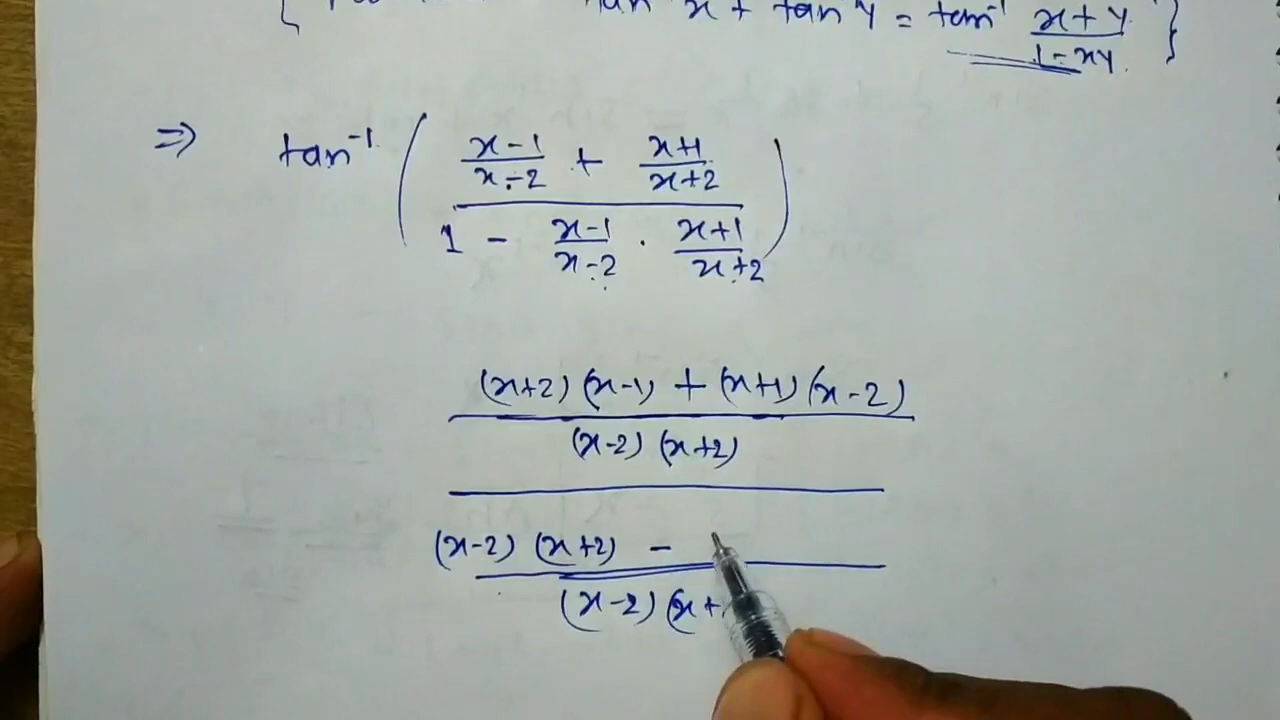 tan⁻¹ x + tan⁻¹ y = tan⁻¹ (x+y)/(1-xy) }
⇒ tan⁻¹ ( ( (x-1)/(x-2) + (x+1)/(x+2) ) / ( 1 - (x-1)/(x-2) · (x+1)/(x+2) ) )
(x+2) (x-1) + (x+1) (x-2)
(x-2) (x+2)
(x-2) (x+2) -
(x-2) (x+